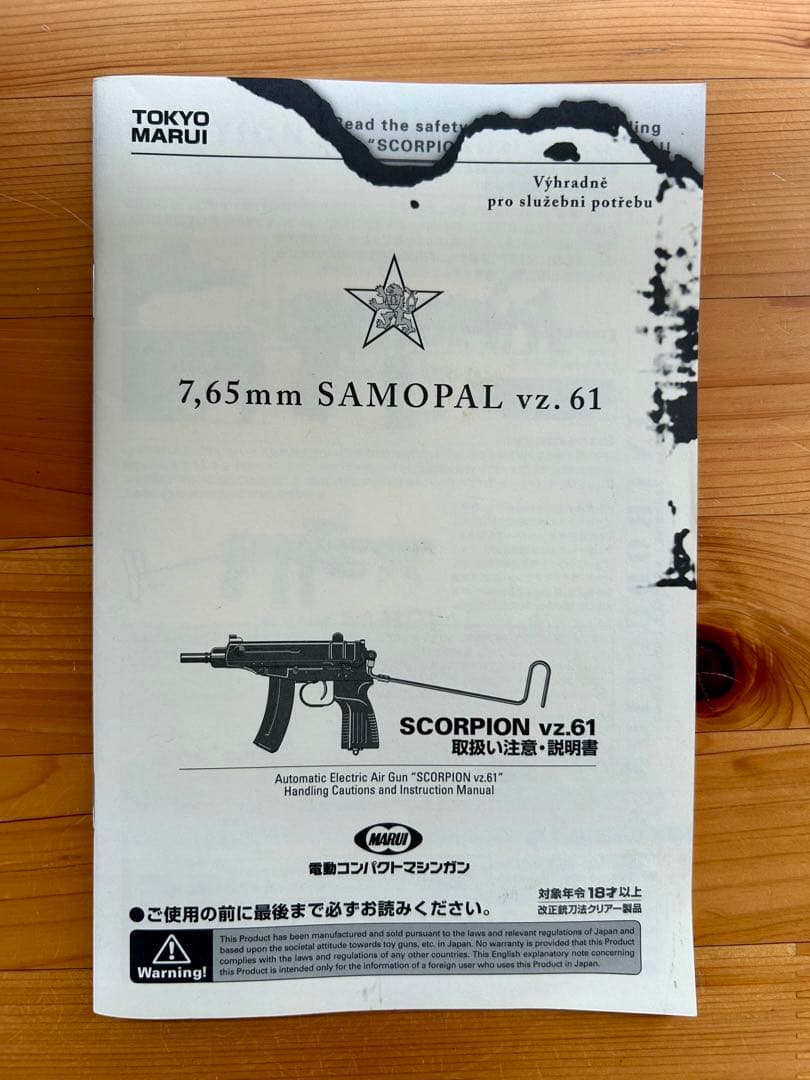 TOKYO
MARUI
Read the safety
ling
"SCORPIO
Výhradně
pro služebni potřebu
7,65mm SAMOPAL vz. 61
SCORPION vz.61
取扱い注意・説明書
Automatic Electric Air Gun "SCORPION vz.61"
Handling Cautions and Instruction Manual
MARUI
電動コンパクトマシンガン
●ご使用の前に最後まで必ずお読みください。
対象年令18才以上
改正銃刀法クリアー製品
Warning!
This Product has been manufactured and sold pursuant to the laws and relevant regulations of Japan and
based upon the societal attitude towards toy guns, etc. in Japan. No warranty is provided that this Product
complies with the laws and regulations of any other countries. This English explanatory note concerning
this Product is intended only for the information of a foreign user who uses this Product in Japan.